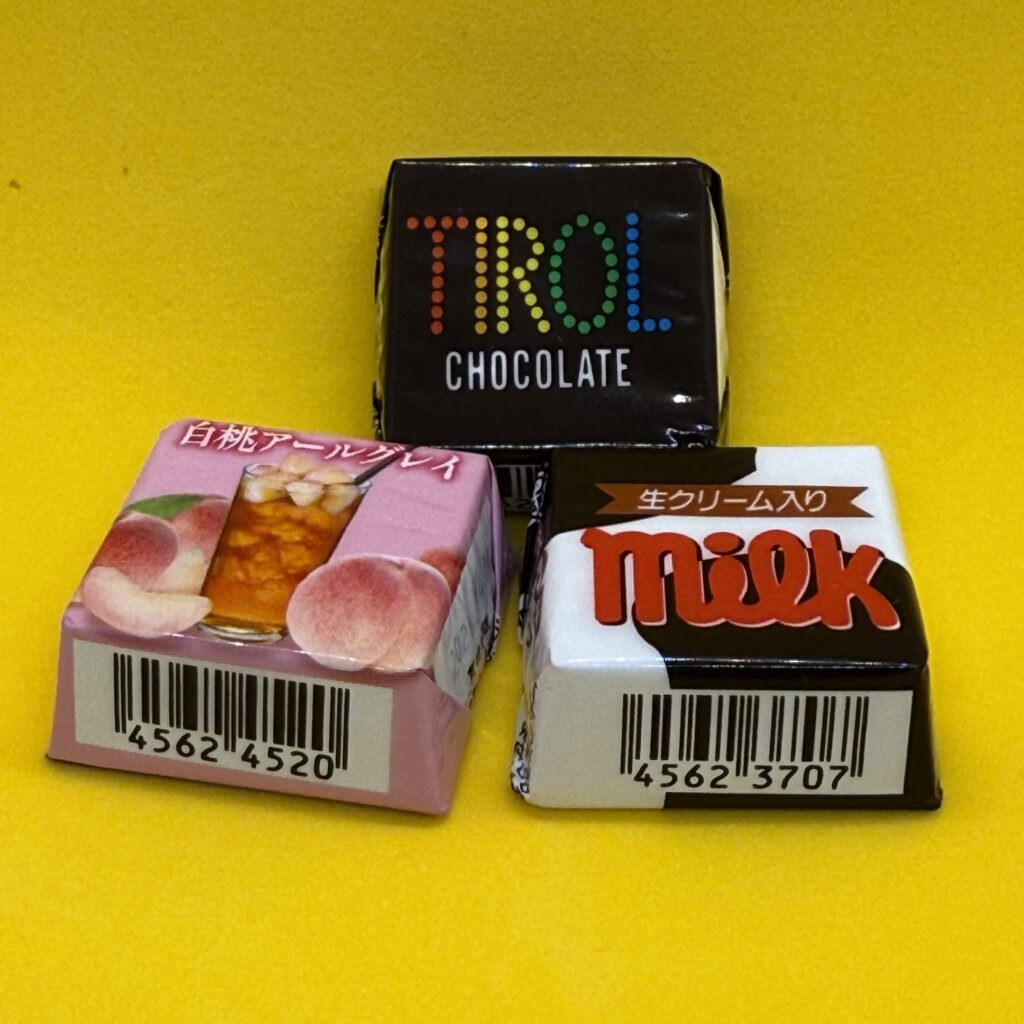 TIROL
CHOCOLATE
白桃アールグレイ
4562 4520
生クリーム入り
milk
4562 3707